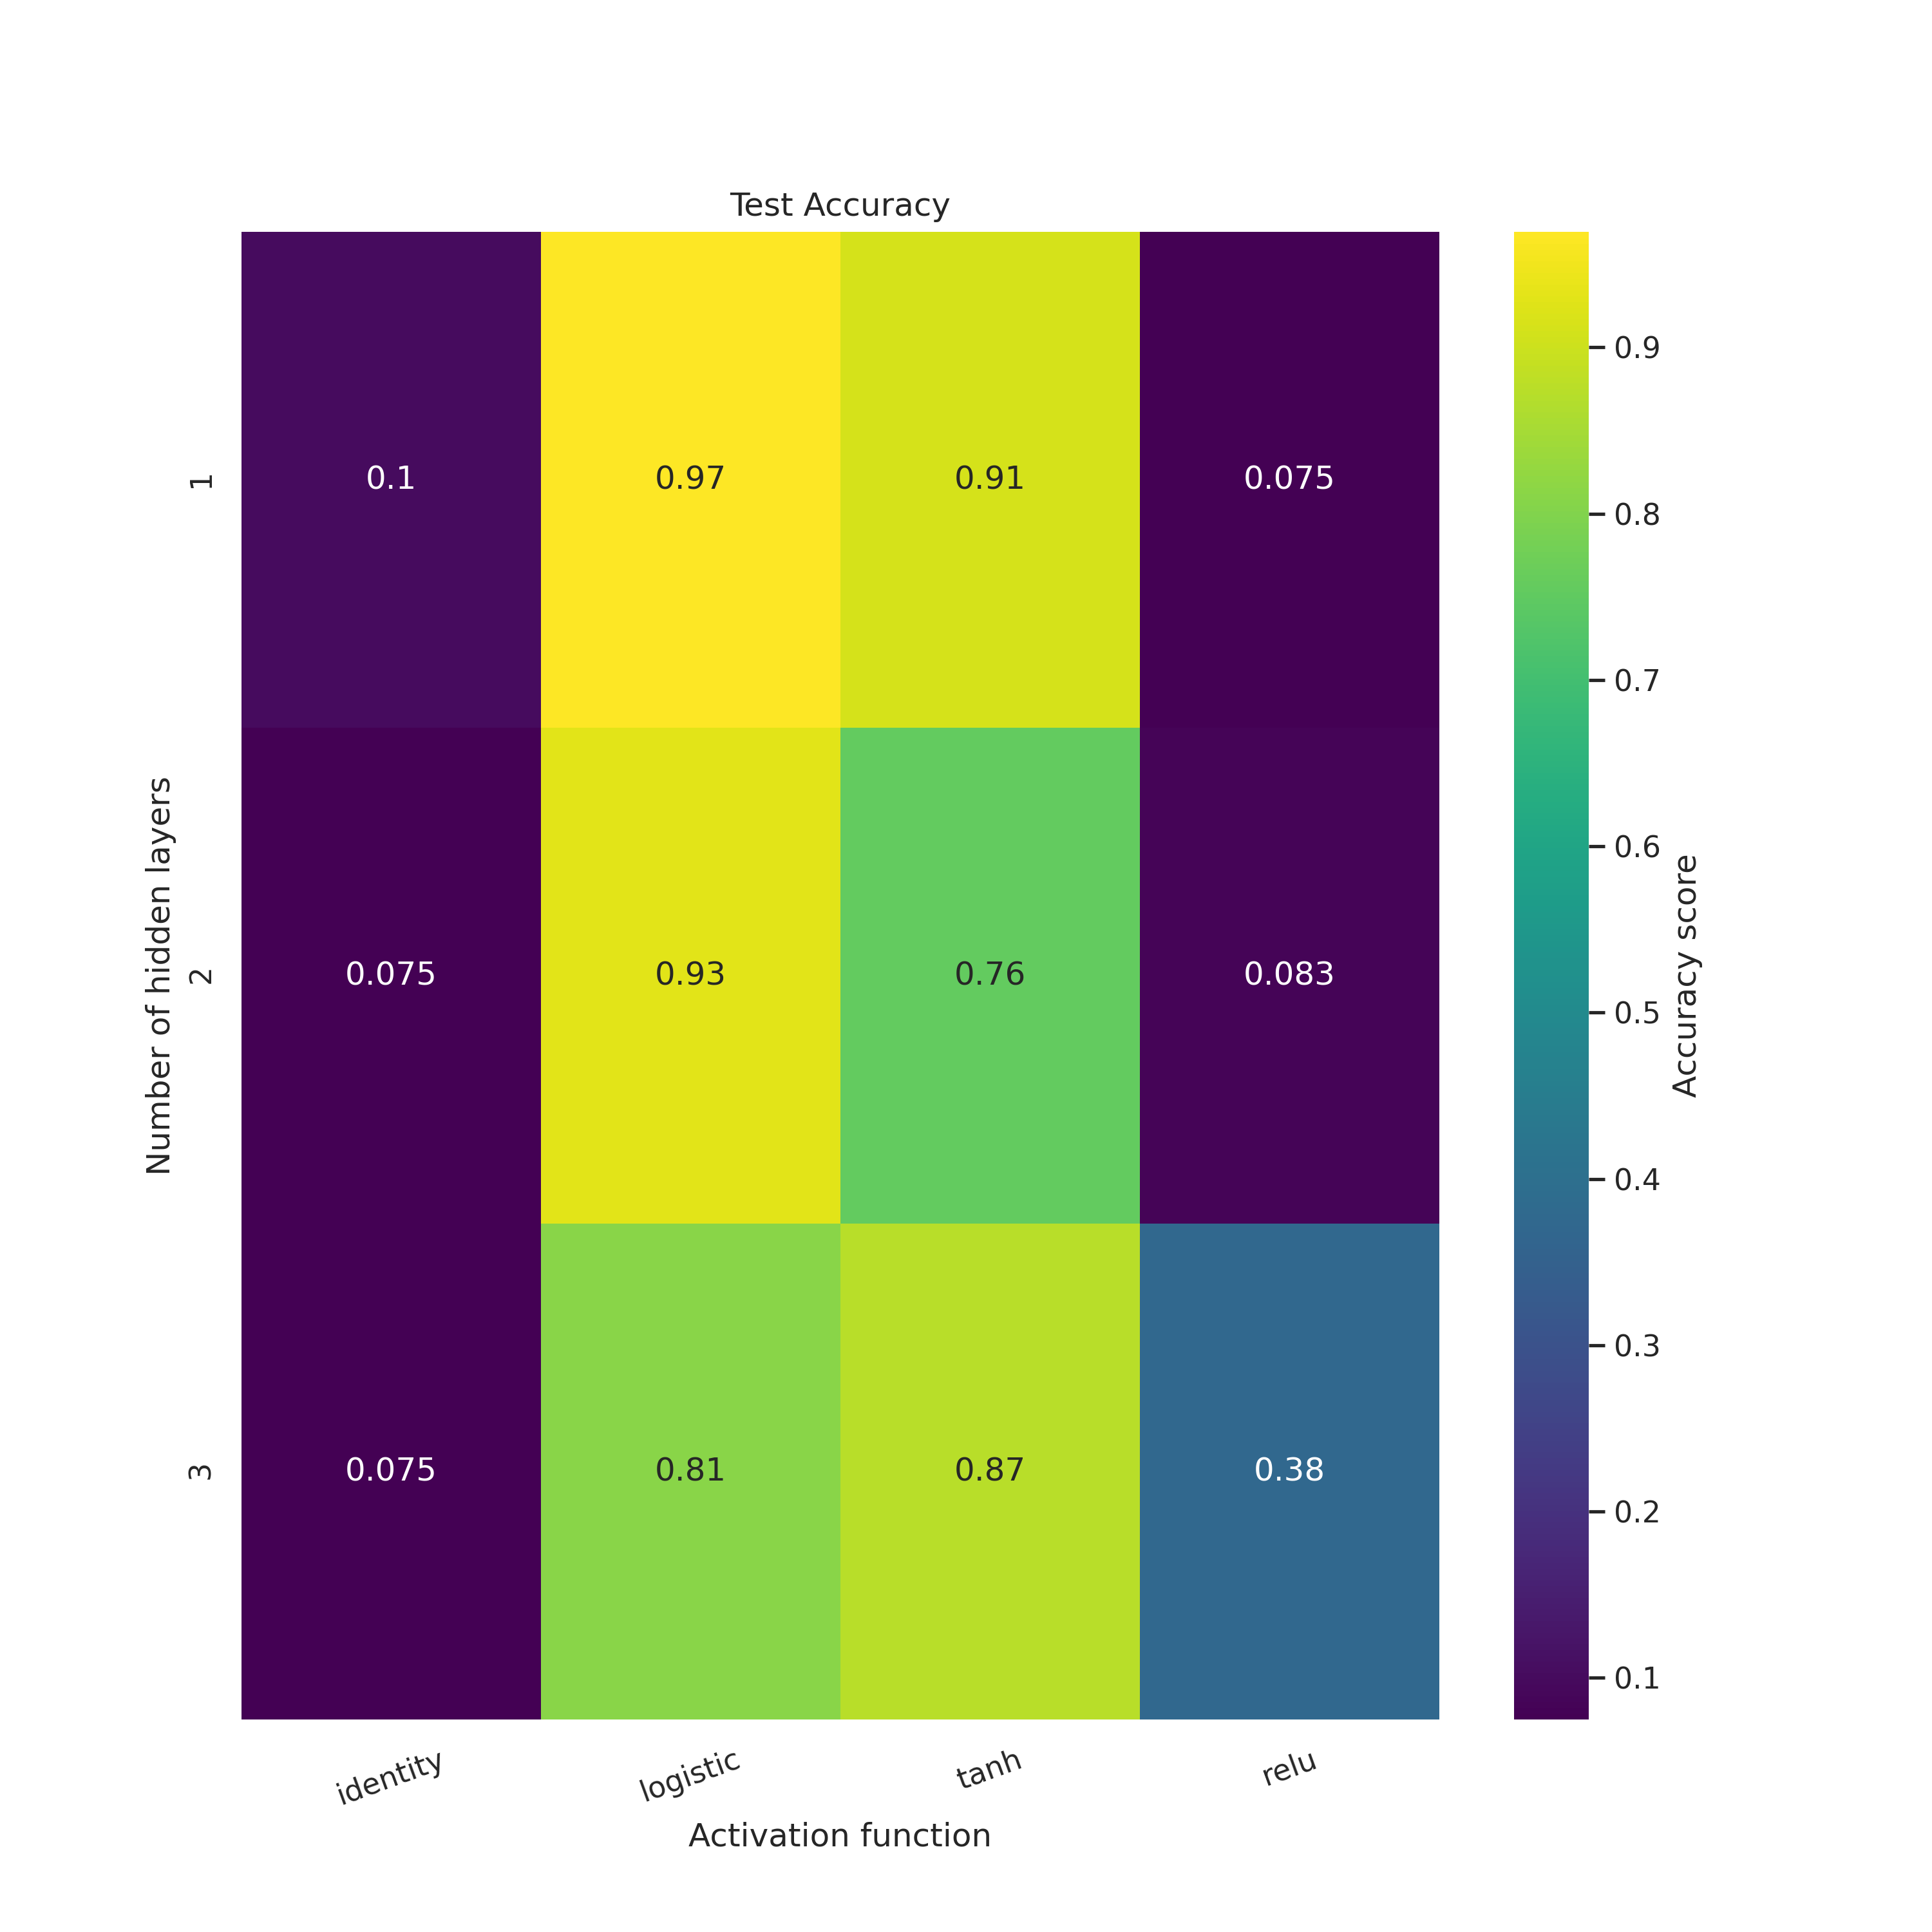 Test Accuracy
0.1 0.97 0.91 0.075
0.075 0.93 0.76 0.083
0.075 0.81 0.87 0.38
1
2
3
Number of hidden layers
identity logistic tanh relu
Activation function
0.9
0.8
0.7
0.6
0.5
0.4
0.3
0.2
0.1
Accuracy score